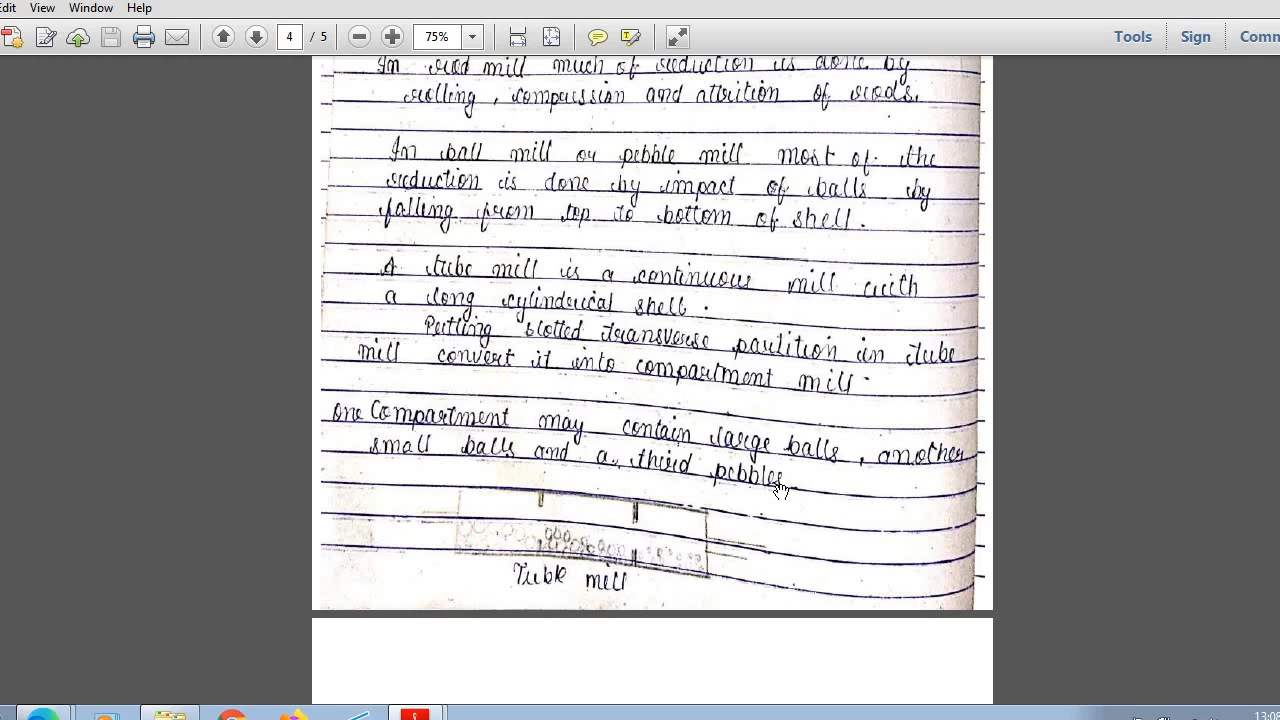 Edit View Window Help
4 / 5 75% Tools Sign Comm
In rod mill much of reduction is done by
rolling, compression and attrition of rods.
In ball mill or pebble mill most of the
reduction is done by impact of balls by
falling from top to bottom of shell.
A tube mill is a continuous mill with
a long cylinderical shell.
Putting slotted transverse partition in tube
mill convert it into compartment mill.
One Compartment may contain large balls, another
small balls and a third pebbles
Tube mill
13:08